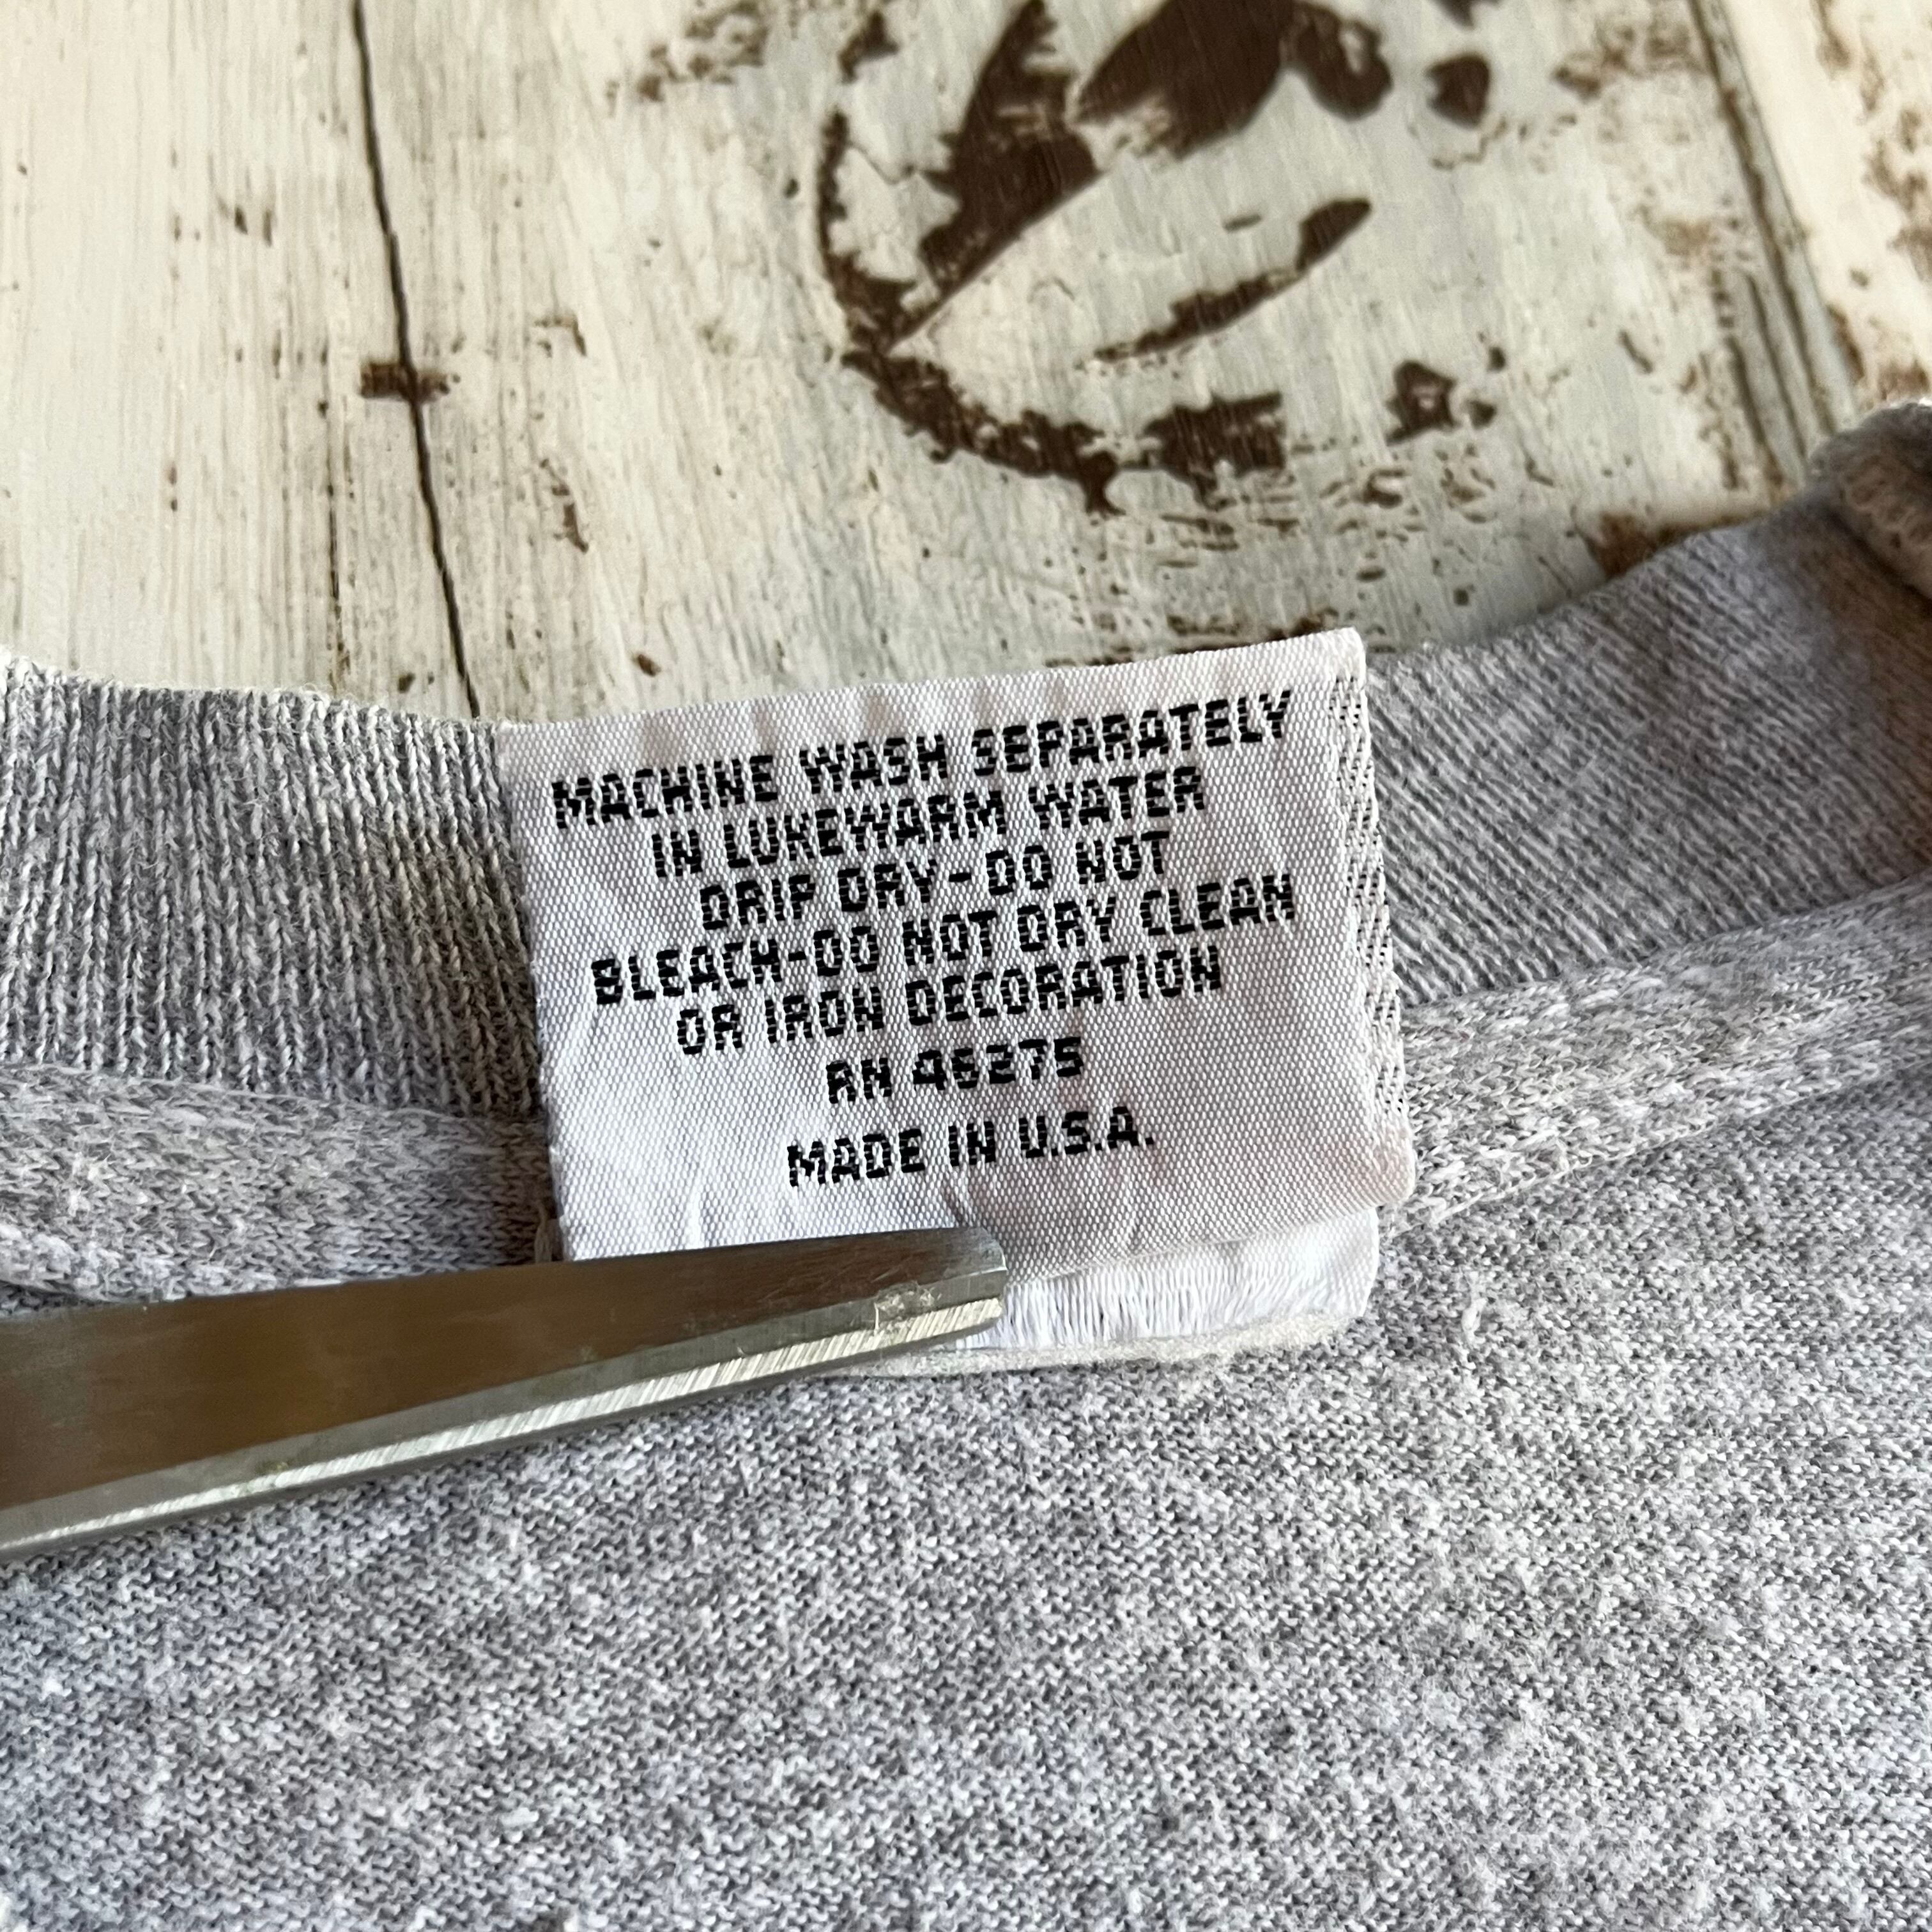 MACHINE WASH SEPARATELY
IN LUKEWARM WATER
DRIP DRY-DO NOT
BLEACH-DO NOT DRY CLEAN
OR IRON DECORATION
RN 46275
MADE IN U.S.A.